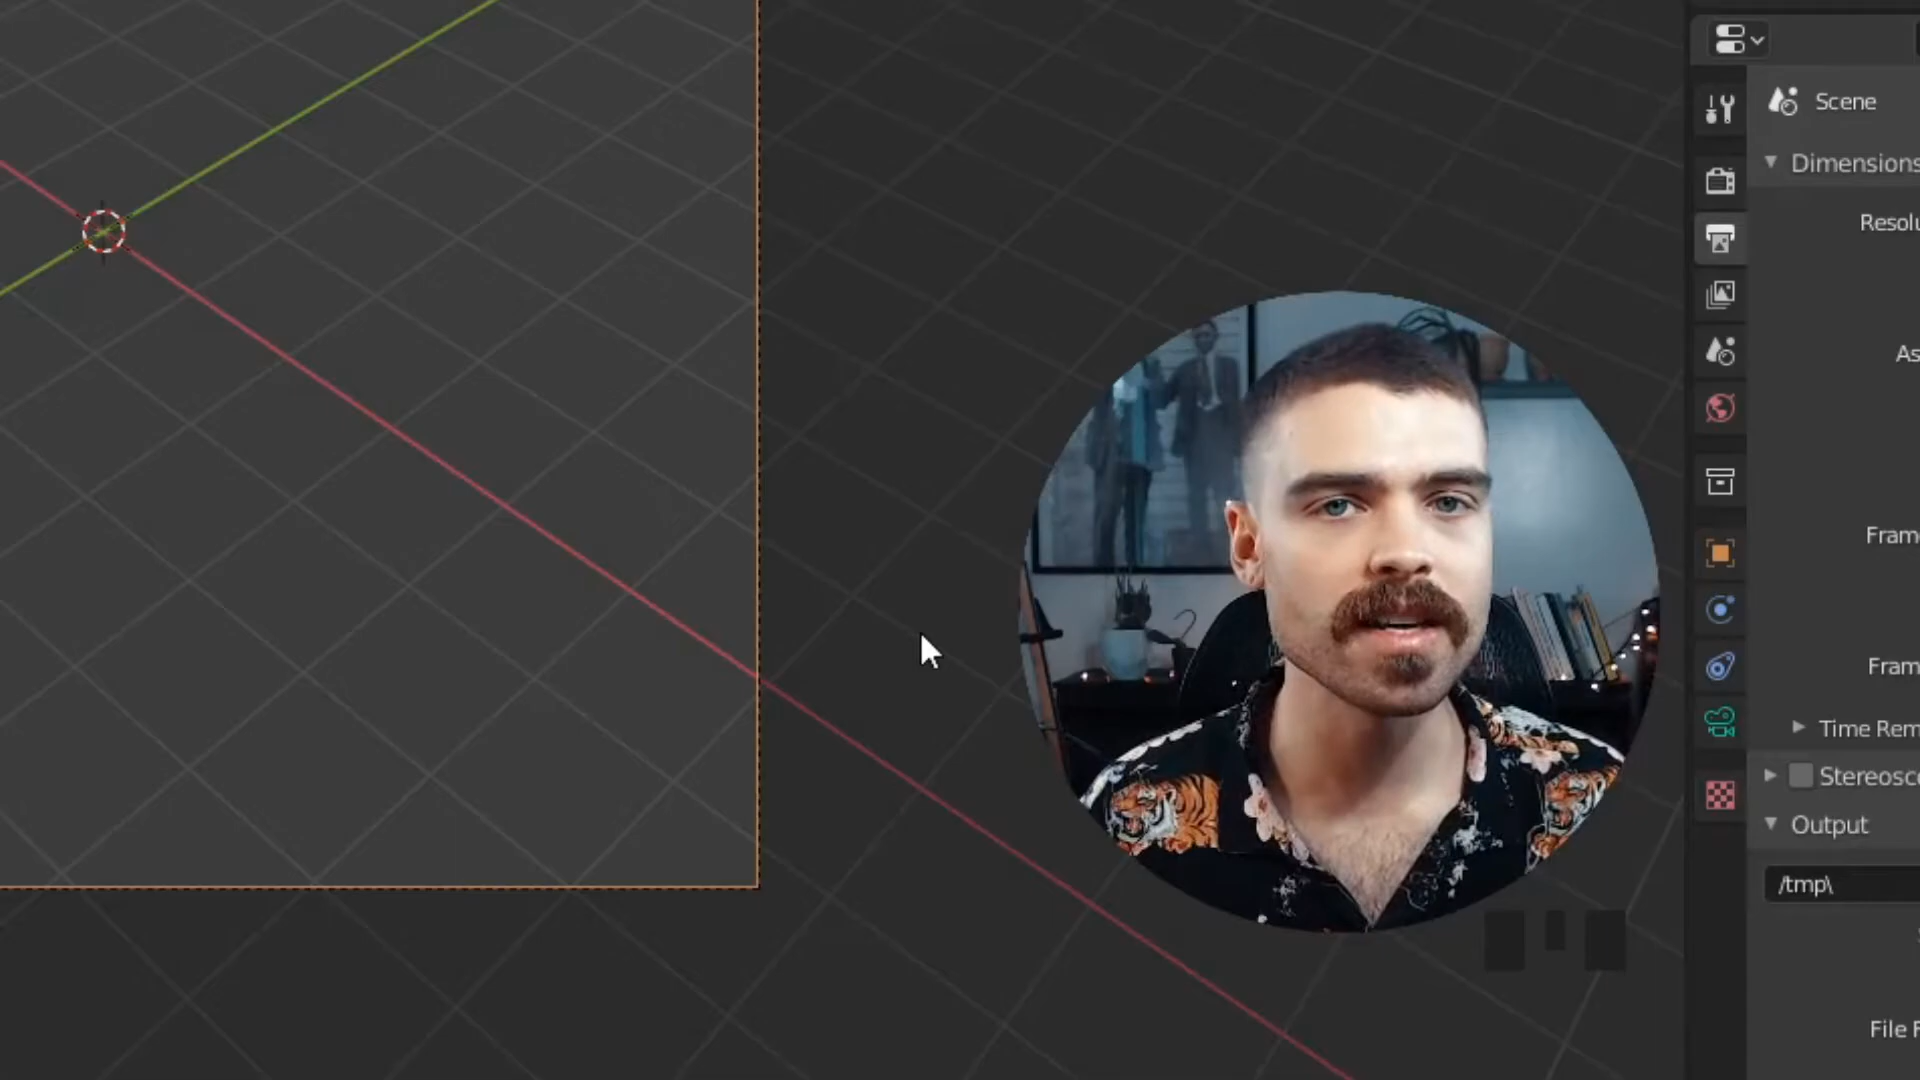 Scene
Dimensions
Resolu
As
Fram
Fram
Time Rem
Stereosc
Output
/tmp\
File F